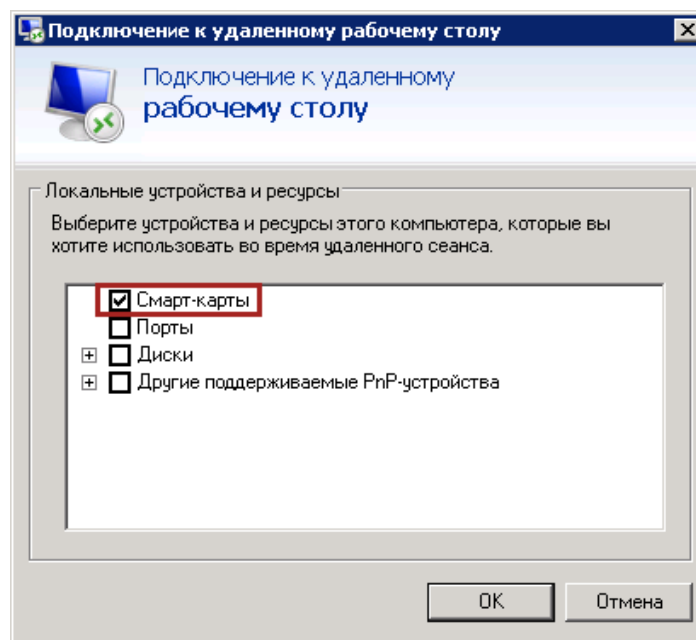 Подключение к удаленному рабочему столу
Подключение к удаленному
рабочему столу
Локальные устройства и ресурсы
Выберите устройства и ресурсы этого компьютера, которые вы
хотите использовать во время удаленного сеанса.
Смарт-карты
Порты
Диски
Другие поддерживаемые PnP-устройства
OK
Отмена